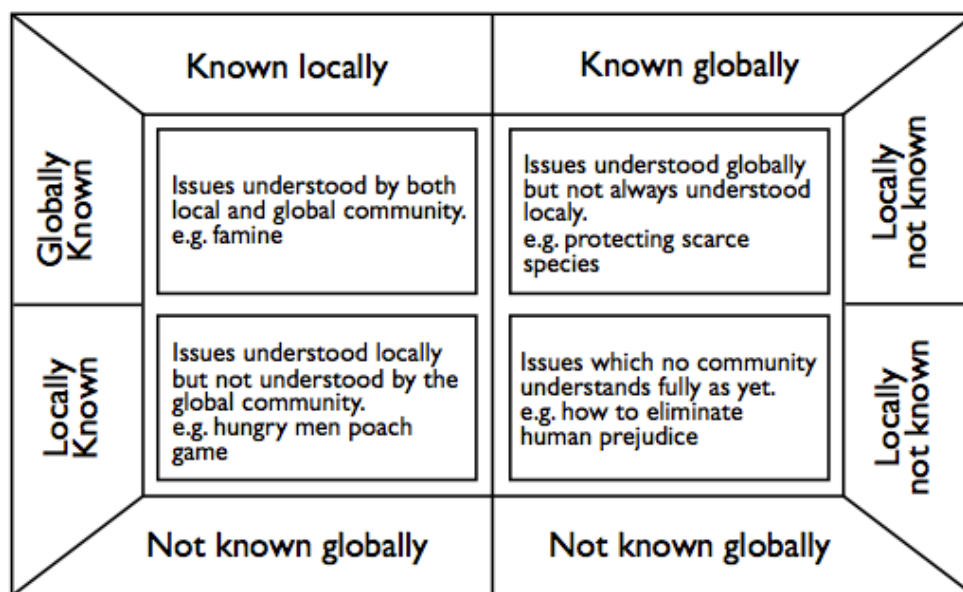 Known locally
Known globally
Globally
Known
Issues understood by both
local and global community.
e.g. famine
Issues understood globally
but not always understood
localy.
e.g. protecting scarce
species
Locally
not known
Locally
Known
Issues understood locally
but not understood by the
global community.
e.g. hungry men poach
game
Issues which no community
understands fully as yet.
e.g. how to eliminate
human prejudice
Locally
not known
Not known globally
Not known globally